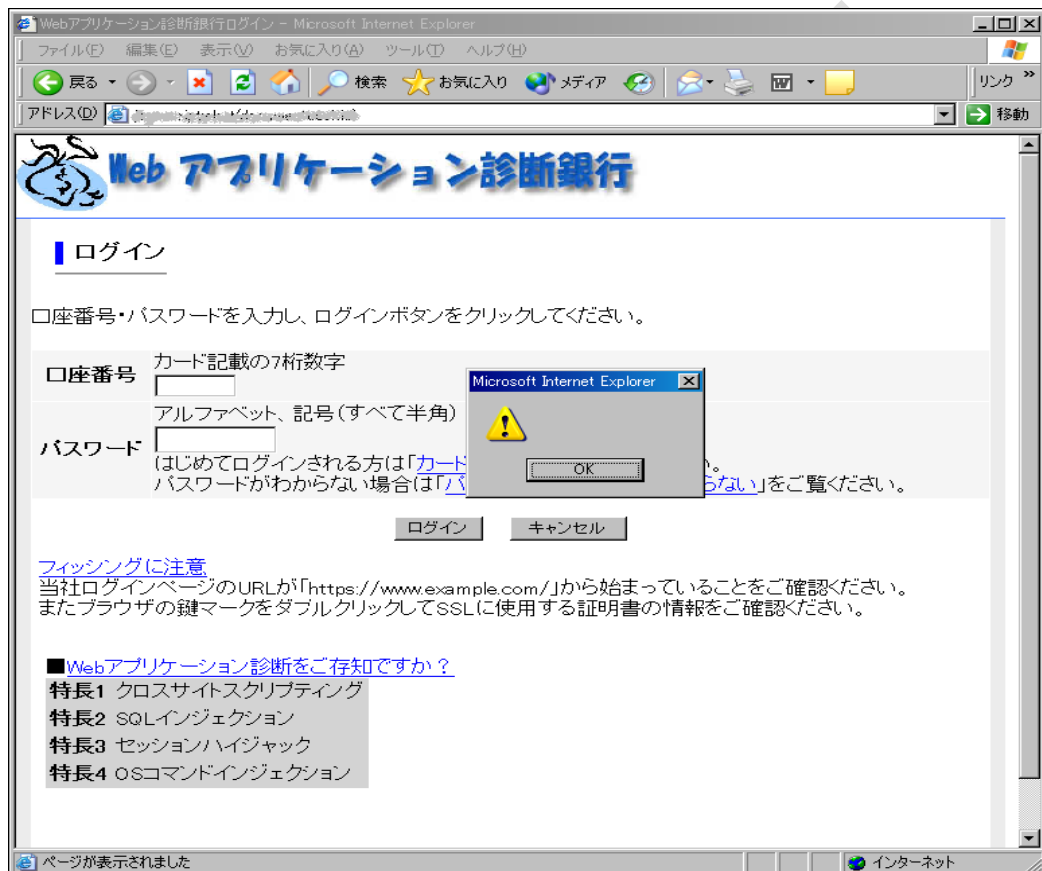 Webアプリケーション診断銀行ログイン - Microsoft Internet Explorer
ファイル(F) 編集(E) 表示(V) お気に入り(A) ツール(T) ヘルプ(H)
戻る 検索 お気に入り メディア リンク »
アドレス(D) 移動
Web アプリケーション診断銀行
ログイン
口座番号・パスワードを入力し、ログインボタンをクリックしてください。
カード記載の7桁数字
口座番号
Microsoft Internet Explorer
アルファベット、記号(すべて半角)
パスワード
OK
はじめてログインされる方は「カード
パスワードがわからない場合は「パ らない」をご覧ください。
ログイン キャンセル
フィッシングに注意
当社ログインページのURLが「https://www.example.com/」から始まっていることをご確認ください。
またブラウザの鍵マークをダブルクリックしてSSLに使用する証明書の情報をご確認ください。
■Webアプリケーション診断をご存知ですか？
特長1 クロスサイトスクリプティング
特長2 SQLインジェクション
特長3 セッションハイジャック
特長4 OSコマンドインジェクション
ページが表示されました インターネット